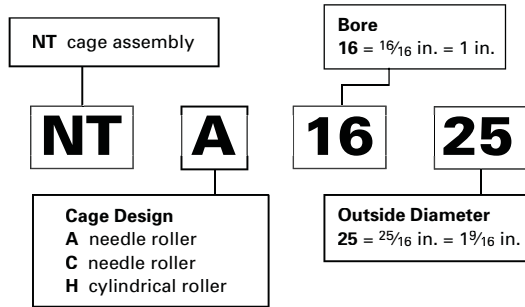 NT cage assembly
Bore
16 = 16/16 in. = 1 in.
NT A 16 25
Cage Design
A needle roller
C needle roller
H cylindrical roller
Outside Diameter
25 = 25/16 in. = 1 9/16 in.